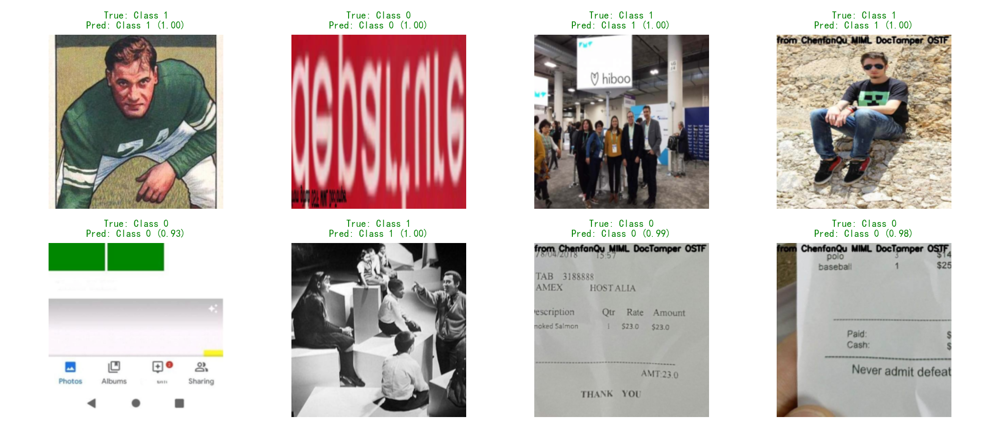 True: Class 1
Pred: Class 1 (1.00)
True: Class 0
Pred: Class 0 (1.00)
True: Class 1
Pred: Class 1 (1.00)
True: Class 1
Pred: Class 1 (1.00)
hiboo
from ChenfanQu MIML DocTamper OSTF
True: Class 0
Pred: Class 0 (0.93)
True: Class 1
Pred: Class 1 (1.00)
True: Class 0
Pred: Class 0 (0.99)
True: Class 0
Pred: Class 0 (0.98)
2
Photos Albums Sharing
from ChenfanQu MIML DocTamper OSTF
78/04/2018 15:57
TAB 3188888
AMEX HOSTALIA
escription Qtr Rate Amount
noked Salmon 1 $23.0 $23.0
AMT:23.0
THANK YOU
from ChenfanQu MIML DocTamper OSTF
polo 3 $14
baseball 1 $25
Paid: $
Cash: $
Never admit defeat